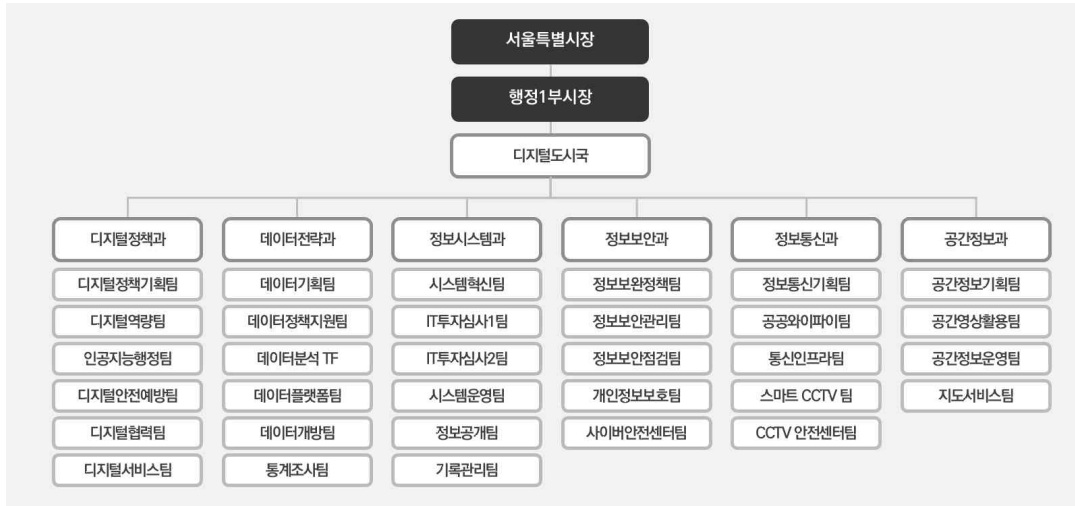 서울특별시장
행정1부시장
디지털도시국
디지털정책과 데이터전략과 정보시스템과 정보보안과 정보통신과 공간정보과
디지털정책기획팀 데이터기획팀 시스템혁신팀 정보보완정책팀 정보통신기획팀 공간정보기획팀
디지털역량팀 데이터정책지원팀 IT투자심사1팀 정보보안관리팀 공공와이파이팀 공간영상활용팀
인공지능행정팀 데이터분석 TF IT투자심사2팀 정보보안점검팀 통신인프라팀 공간정보운영팀
디지털안전예방팀 데이터플랫폼팀 시스템운영팀 개인정보보호팀 스마트 CCTV 팀 지도서비스팀
디지털협력팀 데이터개방팀 정보공개팀 사이버안전센터팀 CCTV 안전센터팀
디지털서비스팀 통계조사팀 기록관리팀